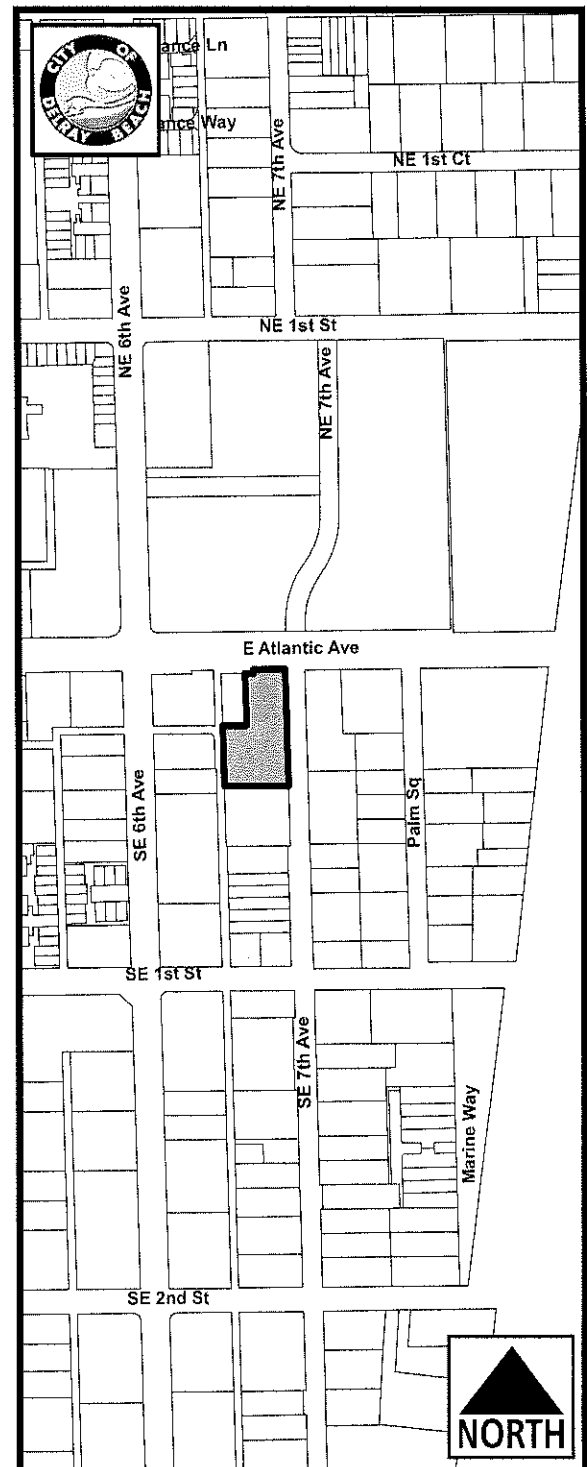 CITY OF
DELRAY BEACH
ance Ln
ance Way
NE 7th Ave
NE 1st Ct
NE 1st St
NE 6th Ave
NE 7th Ave
E Atlantic Ave
SE 6th Ave
Palm Sq
SE 1st St
SE 7th Ave
Marine Way
SE 2nd St
NORTH